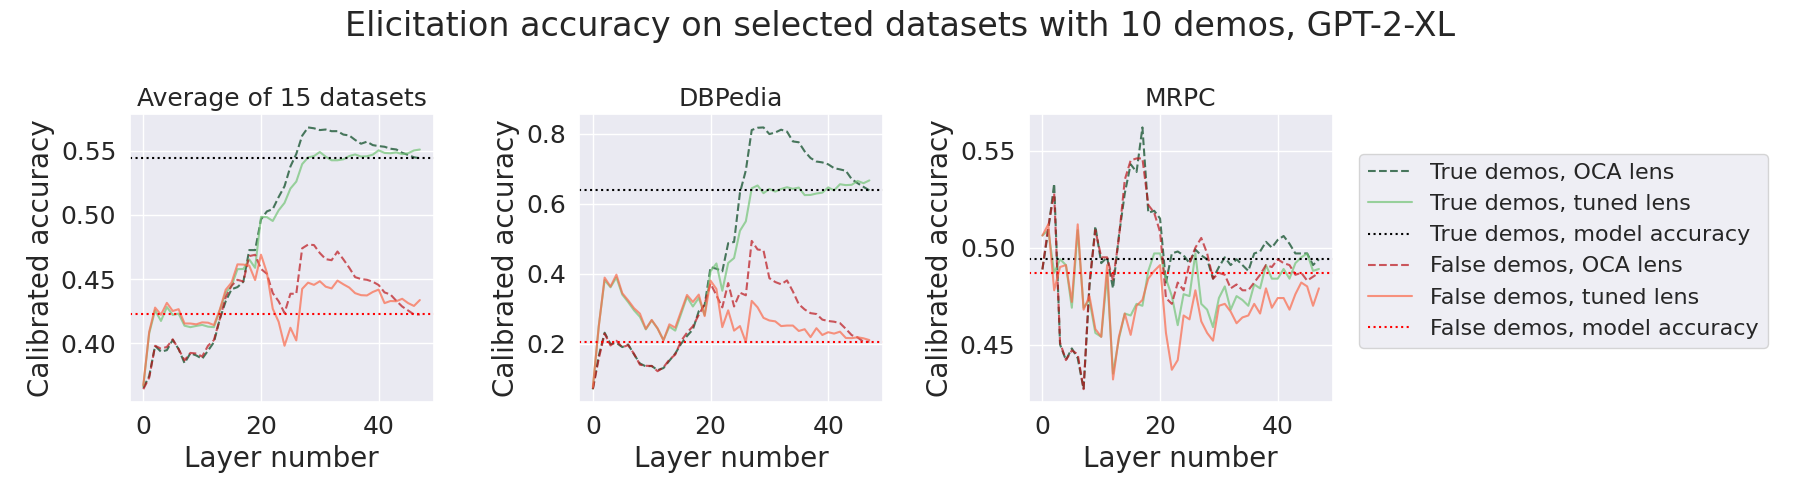 Elicitation accuracy on selected datasets with 10 demos, GPT-2-XL
Average of 15 datasets
Calibrated accuracy
0.55
0.50
0.45
0.40
0
20
40
Layer number
DBPedia
Calibrated accuracy
0.8
0.6
0.4
0.2
0
20
40
Layer number
MRPC
Calibrated accuracy
0.55
0.50
0.45
0
20
40
Layer number
True demos, OCA lens
True demos, tuned lens
True demos, model accuracy
False demos, OCA lens
False demos, tuned lens
False demos, model accuracy